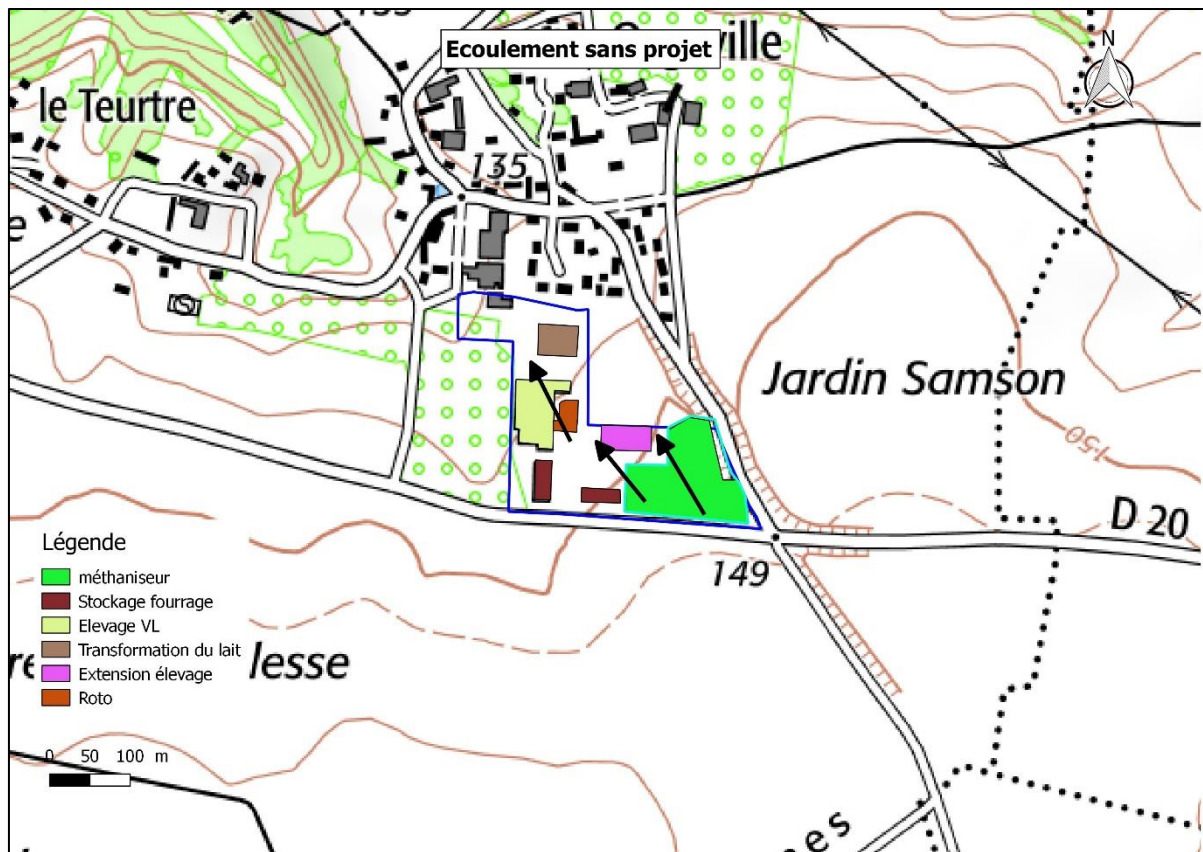 Ecoulement sans projet
ville
N
le Teurtre
135
e
Jardin Samson
150
D 20
149
Légende
méthaniseur
Stockage fourrage
Elevage VL
Transformation du lait
Extension élevage
Roto
re lesse
0 50 100 m
es